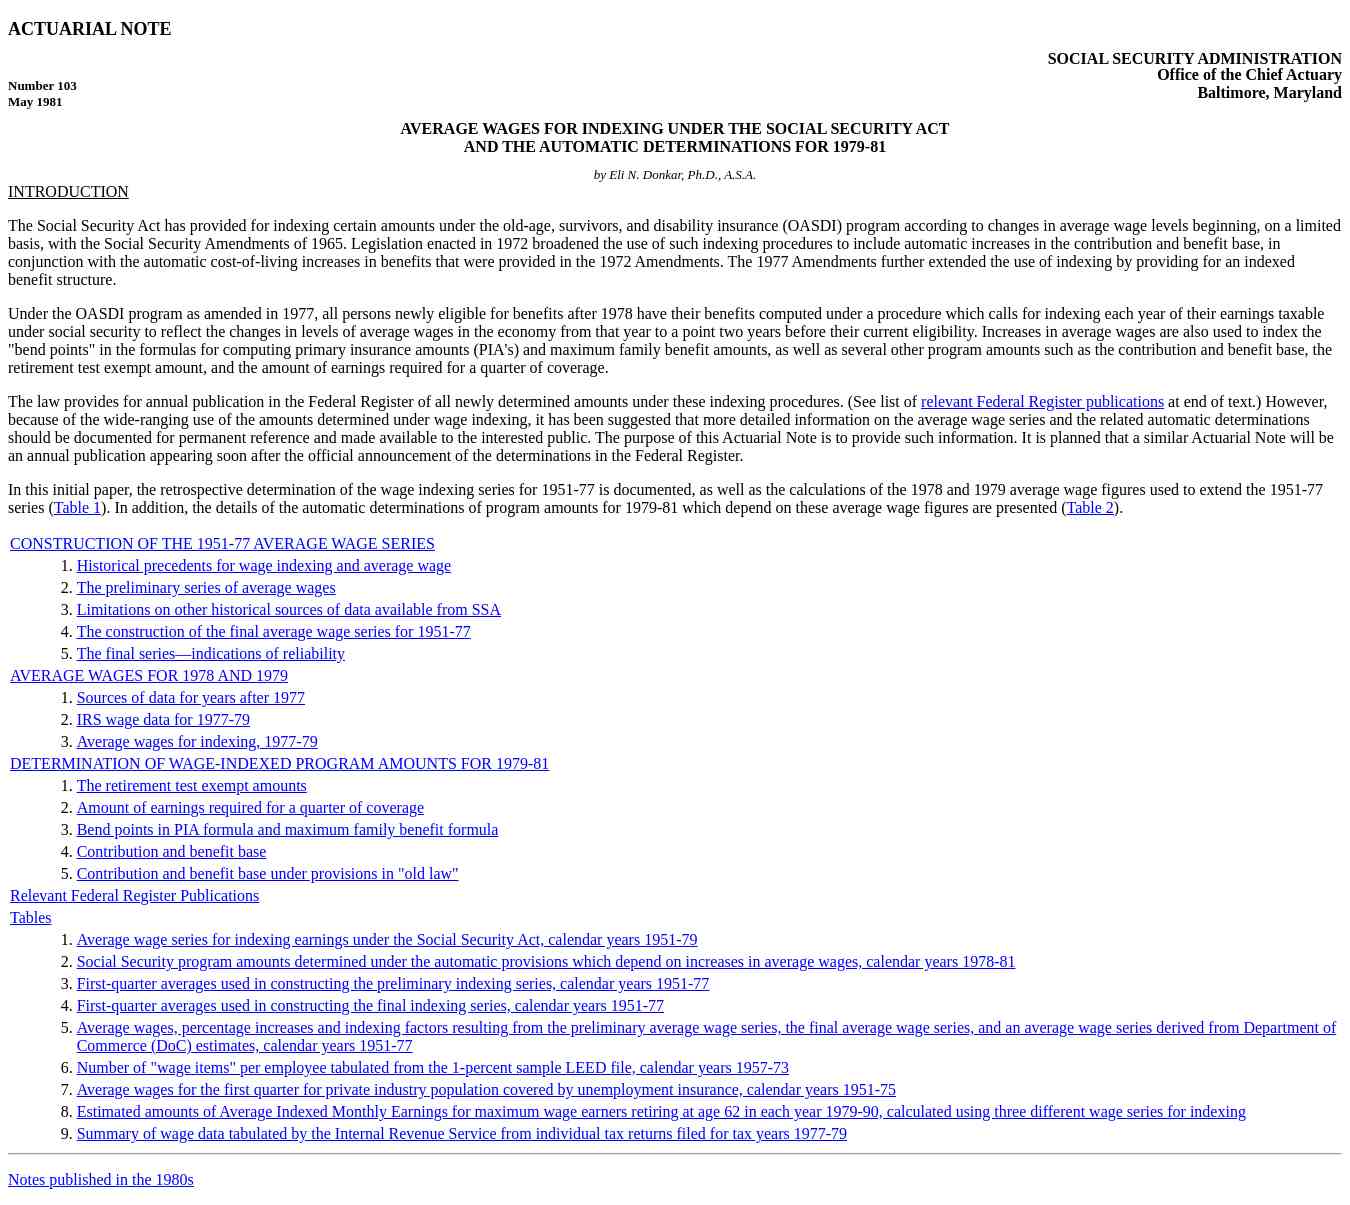 ACTUARIAL NOTE
SOCIAL SECURITY ADMINISTRATION
Office of the Chief Actuary
Baltimore, Maryland
Number 103
May 1981
AVERAGE WAGES FOR INDEXING UNDER THE SOCIAL SECURITY ACT
AND THE AUTOMATIC DETERMINATIONS FOR 1979-81
by Eli N. Donkar, Ph.D., A.S.A.
INTRODUCTION
The Social Security Act has provided for indexing certain amounts under the old-age, survivors, and disability insurance (OASDI) program according to changes in average wage levels beginning, on a limited
basis, with the Social Security Amendments of 1965. Legislation enacted in 1972 broadened the use of such indexing procedures to include automatic increases in the contribution and benefit base, in
conjunction with the automatic cost-of-living increases in benefits that were provided in the 1972 Amendments. The 1977 Amendments further extended the use of indexing by providing for an indexed
benefit structure.
Under the OASDI program as amended in 1977, all persons newly eligible for benefits after 1978 have their benefits computed under a procedure which calls for indexing each year of their earnings taxable
under social security to reflect the changes in levels of average wages in the economy from that year to a point two years before their current eligibility. Increases in average wages are also used to index the
"bend points" in the formulas for computing primary insurance amounts (PIA's) and maximum family benefit amounts, as well as several other program amounts such as the contribution and benefit base, the
retirement test exempt amount, and the amount of earnings required for a quarter of coverage.
The law provides for annual publication in the Federal Register of all newly determined amounts under these indexing procedures. (See list of relevant Federal Register publications at end of text.) However,
because of the wide-ranging use of the amounts determined under wage indexing, it has been suggested that more detailed information on the average wage series and the related automatic determinations
should be documented for permanent reference and made available to the interested public. The purpose of this Actuarial Note is to provide such information. It is planned that a similar Actuarial Note will be
an annual publication appearing soon after the official announcement of the determinations in the Federal Register.
In this initial paper, the retrospective determination of the wage indexing series for 1951-77 is documented, as well as the calculations of the 1978 and 1979 average wage figures used to extend the 1951-77
series (Table 1). In addition, the details of the automatic determinations of program amounts for 1979-81 which depend on these average wage figures are presented (Table 2).
CONSTRUCTION OF THE 1951-77 AVERAGE WAGE SERIES
1. Historical precedents for wage indexing and average wage
2. The preliminary series of average wages
3. Limitations on other historical sources of data available from SSA
4. The construction of the final average wage series for 1951-77
5. The final series—indications of reliability
AVERAGE WAGES FOR 1978 AND 1979
1. Sources of data for years after 1977
2. IRS wage data for 1977-79
3. Average wages for indexing, 1977-79
DETERMINATION OF WAGE-INDEXED PROGRAM AMOUNTS FOR 1979-81
1. The retirement test exempt amounts
2. Amount of earnings required for a quarter of coverage
3. Bend points in PIA formula and maximum family benefit formula
4. Contribution and benefit base
5. Contribution and benefit base under provisions in "old law"
Relevant Federal Register Publications
Tables
1. Average wage series for indexing earnings under the Social Security Act, calendar years 1951-79
2. Social Security program amounts determined under the automatic provisions which depend on increases in average wages, calendar years 1978-81
3. First-quarter averages used in constructing the preliminary indexing series, calendar years 1951-77
4. First-quarter averages used in constructing the final indexing series, calendar years 1951-77
5. Average wages, percentage increases and indexing factors resulting from the preliminary average wage series, the final average wage series, and an average wage series derived from Department of
Commerce (DoC) estimates, calendar years 1951-77
6. Number of "wage items" per employee tabulated from the 1-percent sample LEED file, calendar years 1957-73
7. Average wages for the first quarter for private industry population covered by unemployment insurance, calendar years 1951-75
8. Estimated amounts of Average Indexed Monthly Earnings for maximum wage earners retiring at age 62 in each year 1979-90, calculated using three different wage series for indexing
9. Summary of wage data tabulated by the Internal Revenue Service from individual tax returns filed for tax years 1977-79
Notes published in the 1980s